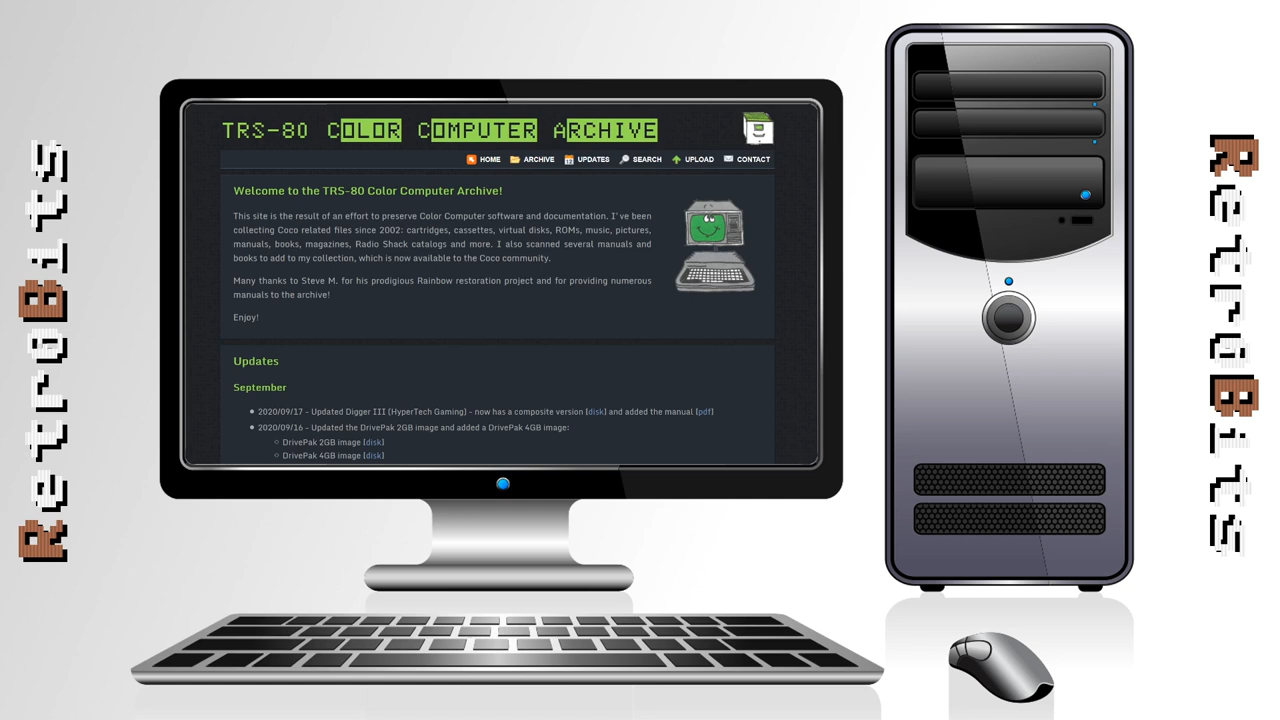 RetroBits
TRS-80 COLOR COMPUTER ARCHIVE
HOME ARCHIVE UPDATES SEARCH UPLOAD CONTACT
Welcome to the TRS-80 Color Computer Archive!
This site is the result of an effort to preserve Color Computer software and documentation. I've been
collecting Coco related files since 2002: cartridges, cassettes, virtual disks, ROMs, music, pictures,
manuals, books, magazines, Radio Shack catalogs and more. I also scanned several manuals and
books to add to my collection, which is now available to the Coco community.
Many thanks to Steve M. for his prodigious Rainbow restoration project and for providing numerous
manuals to the archive!
Enjoy!
Updates
September
2020/09/17 - Updated Digger III (HyperTech Gaming) - now has a composite version [disk] and added the manual [pdf]
2020/09/16 - Updated the DrivePak 2GB image and added a DrivePak 4GB image:
DrivePak 2GB image [disk]
DrivePak 4GB image [disk]
RetroBits